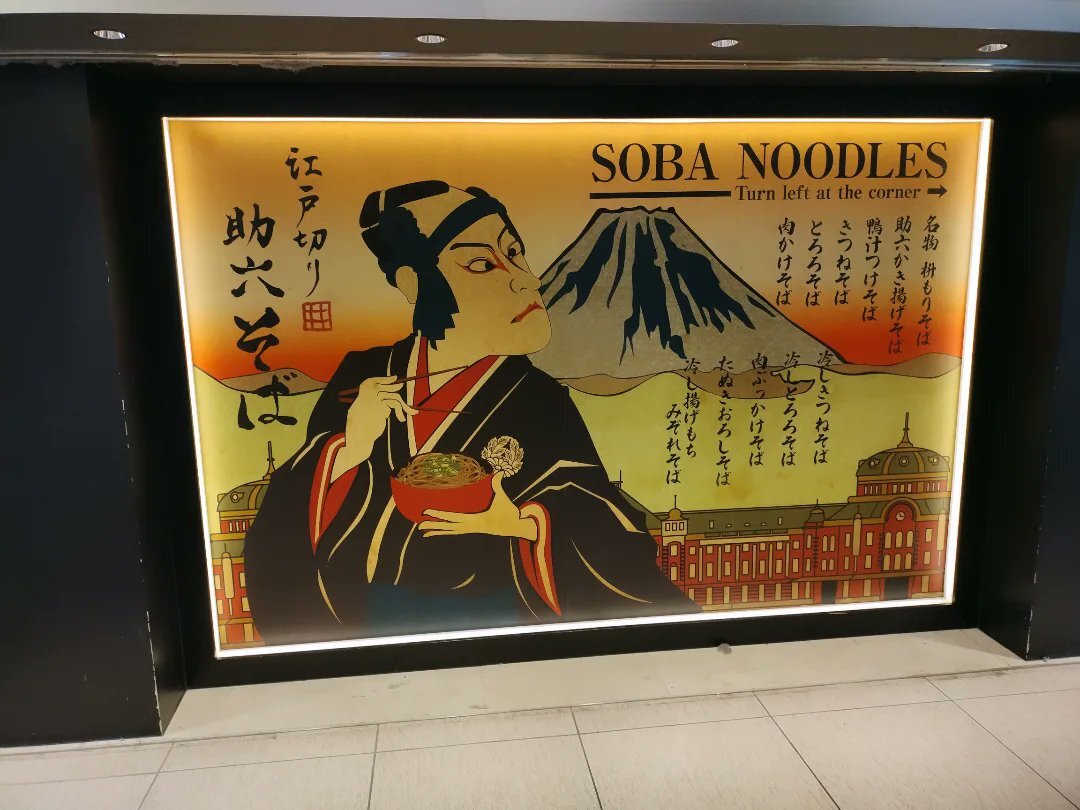 江戸切り
助六そば
SOBA NOODLES
Turn left at the corner →
名物 枡もりそば
助六かき揚げそば
鴨汁つけそば
きつねそば
とろろそば
肉かけそば
冷しきつねそば
冷しとろろそば
肉ぶっかけそば
たぬきおろしそば
冷し揚げもち
みぞれそば